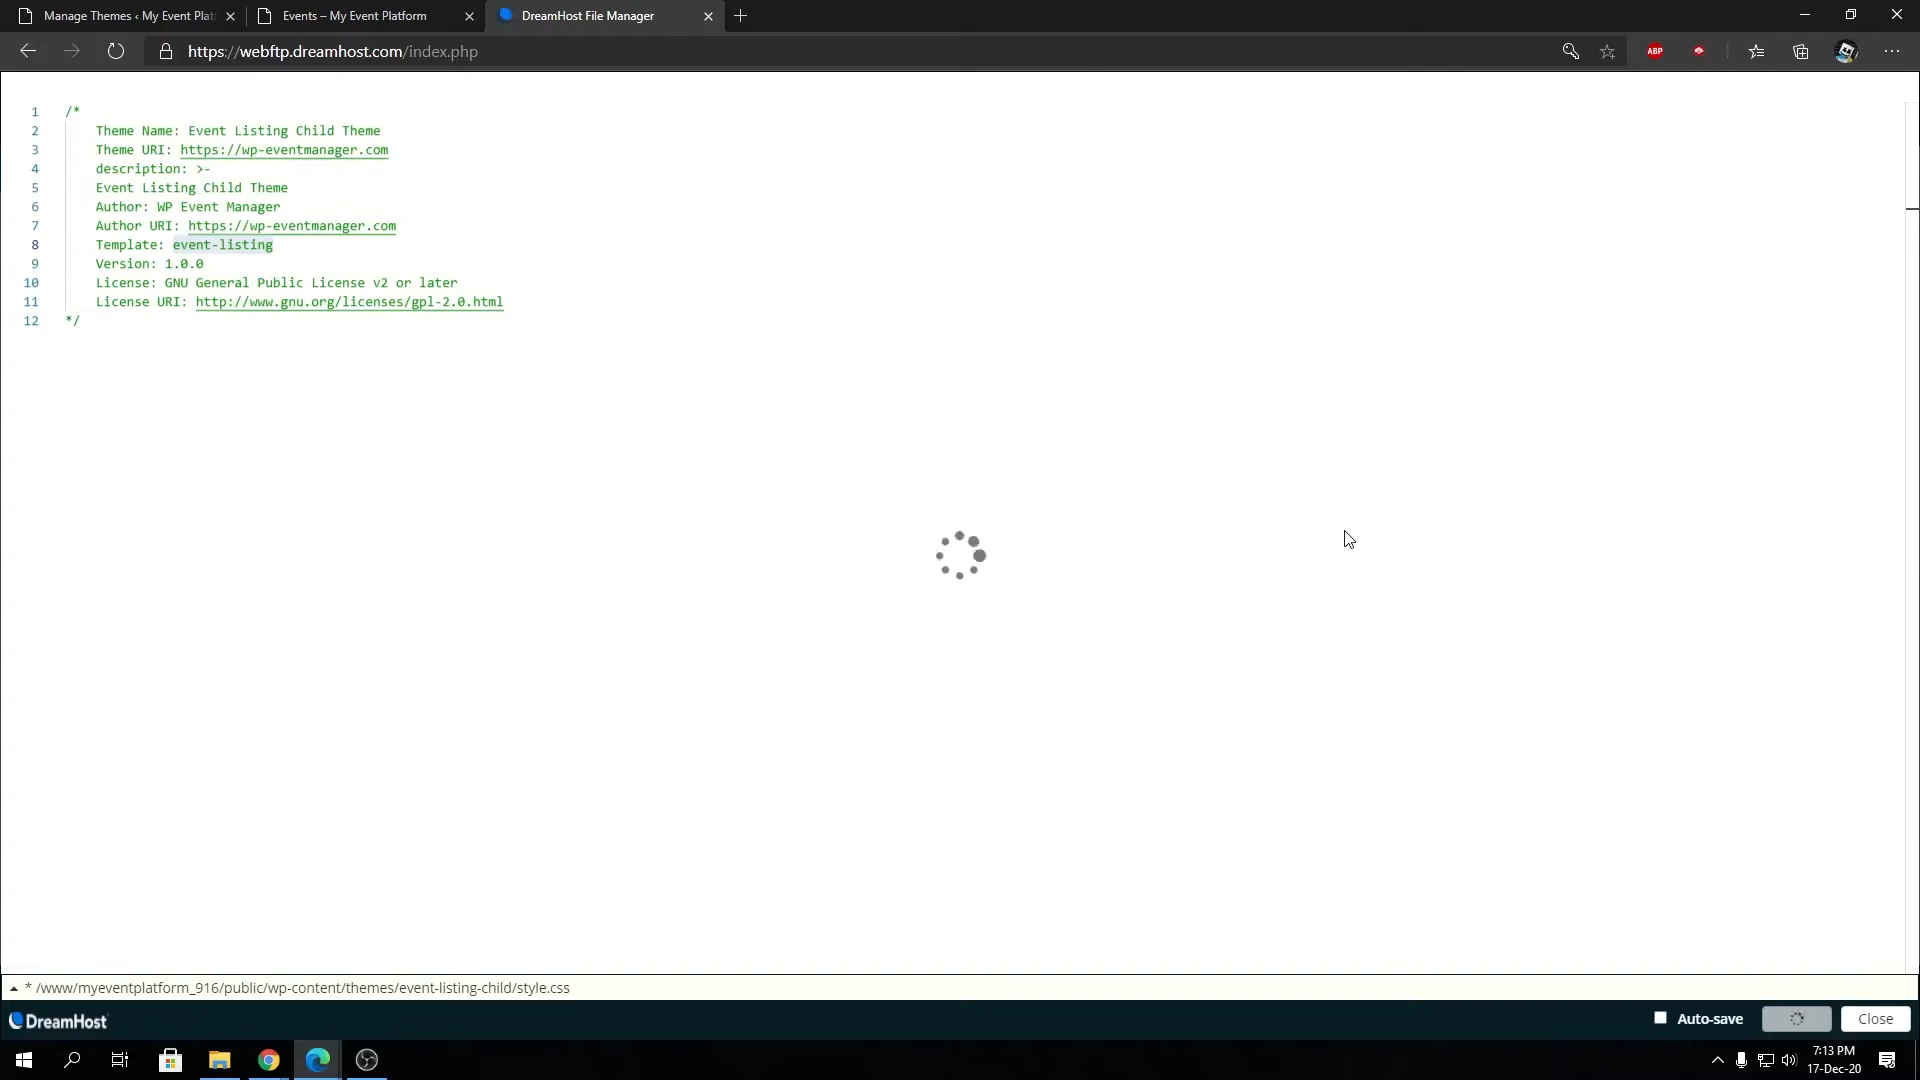 Manage Themes ‹ My Event Plat
Events – My Event Platform
DreamHost File Manager
https://webftp.dreamhost.com/index.php
ABP
1 /*
2 Theme Name: Event Listing Child Theme
3 Theme URI: https://wp-eventmanager.com
4 description: >-
5 Event Listing Child Theme
6 Author: WP Event Manager
7 Author URI: https://wp-eventmanager.com
8 Template: event-listing
9 Version: 1.0.0
10 License: GNU General Public License v2 or later
11 License URI: http://www.gnu.org/licenses/gpl-2.0.html
12 */
* /www/myeventplatform_916/public/wp-content/themes/event-listing-child/style.css
DreamHost
Auto-save
Close
7:13 PM
17-Dec-20